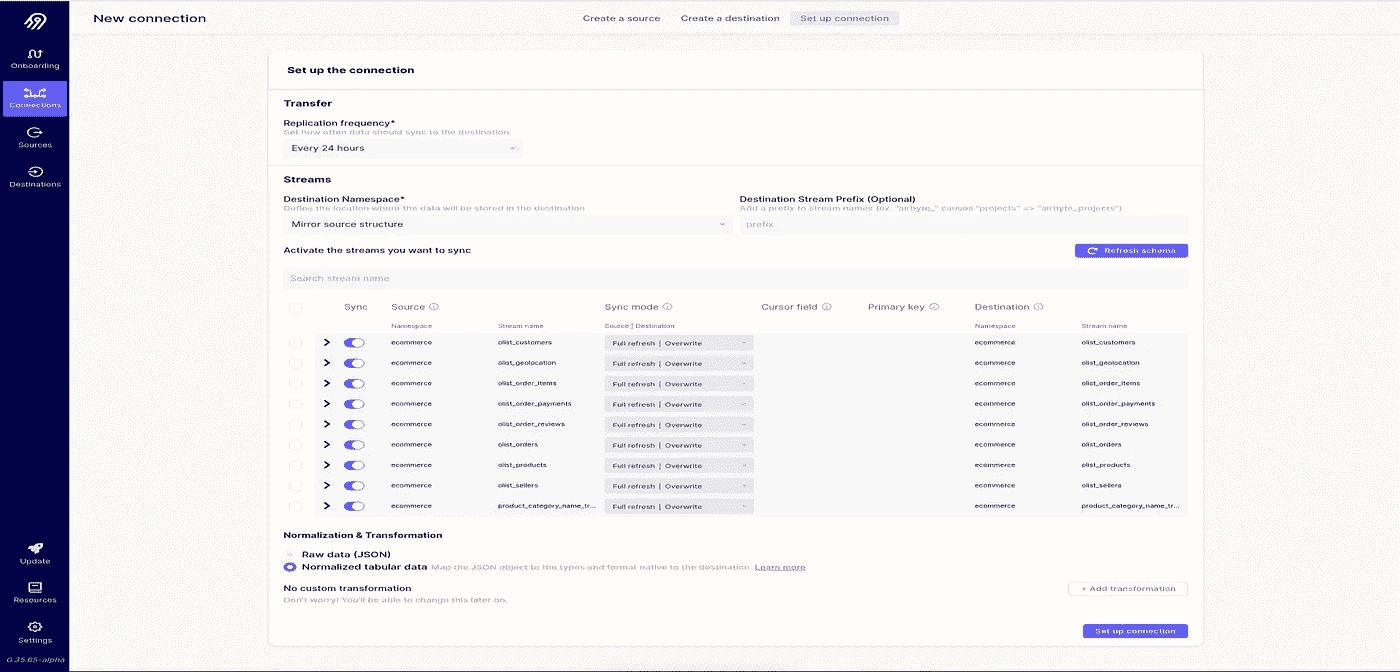 New connection
Create a source
Create a destination
Set up connection
Onboarding
Connections
Sources
Destinations
Update
Resources
Settings
0.35.65-alpha
Set up the connection
Transfer
Replication frequency*
Set how often data should sync to the destination
Every 24 hours
Streams
Destination Namespace*
Define the location where the data will be stored in the destination
Mirror source structure
Destination Stream Prefix (Optional)
Add a prefix to stream names (ex. "airbyte_" causes "projects" => "airbyte_projects")
prefix
Activate the streams you want to sync
Refresh schema
Search stream name
Sync Source Sync mode Cursor field Primary key Destination
Namespace Stream name Source | Destination Namespace Stream name
ecommerce olist_customers Full refresh | Overwrite ecommerce olist_customers
ecommerce olist_geolocation Full refresh | Overwrite ecommerce olist_geolocation
ecommerce olist_order_items Full refresh | Overwrite ecommerce olist_order_items
ecommerce olist_order_payments Full refresh | Overwrite ecommerce olist_order_payments
ecommerce olist_order_reviews Full refresh | Overwrite ecommerce olist_order_reviews
ecommerce olist_orders Full refresh | Overwrite ecommerce olist_orders
ecommerce olist_products Full refresh | Overwrite ecommerce olist_products
ecommerce olist_sellers Full refresh | Overwrite ecommerce olist_sellers
ecommerce product_category_name_tr... Full refresh | Overwrite ecommerce product_category_name_tr...
Normalization & Transformation
Raw data (JSON)
Normalized tabular data Map the JSON object to the types and format native to the destination. Learn more
No custom transformation
Don't worry! You'll be able to change this later on.
+ Add transformation
Set up connection